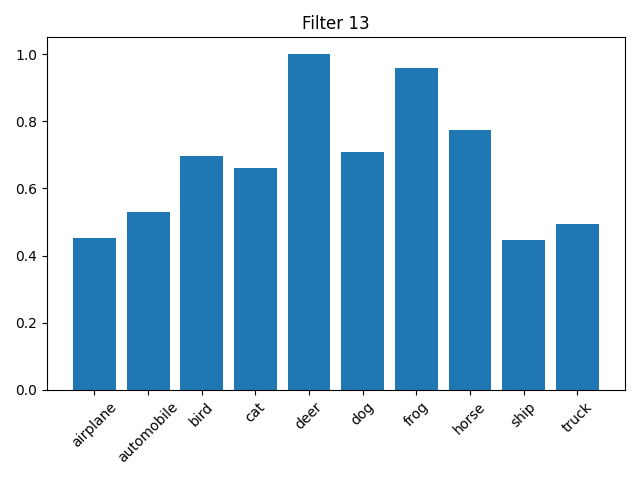 Filter 13
1.0
0.8
0.6
0.4
0.2
0.0
airplane
automobile
bird
cat
deer
dog
frog
horse
ship
truck